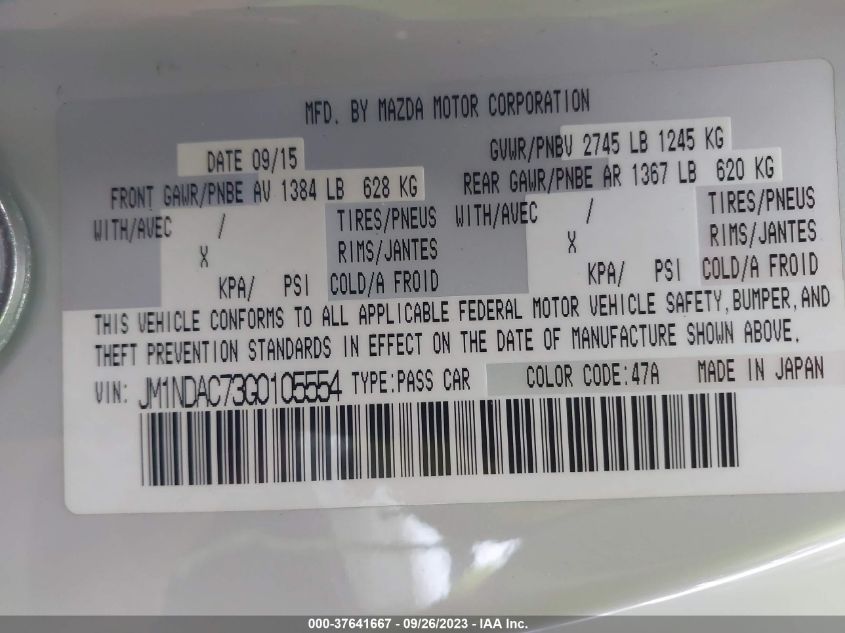 MFD. BY MAZDA MOTOR CORPORATION
DATE 09/15 GVWR/PNBV 2745 LB 1245 KG
FRONT GAWR/PNBE AV 1384 LB 628 KG REAR GAWR/PNBE AR 1367 LB 620 KG
WITH/AVEC / TIRES/PNEUS WITH/AVEC / TIRES/PNEUS
X RIMS/JANTES X RIMS/JANTES
KPA/ PSI COLD/A FROID KPA/ PSI COLD/A FROID
THIS VEHICLE CONFORMS TO ALL APPLICABLE FEDERAL MOTOR VEHICLE SAFETY,BUMPER,AND
THEFT PREVENTION STANDARDS IN EFFECT ON THE DATE OF MANUFACTURE SHOWN ABOVE.
VIN: JM1NDAC73G0105554 TYPE:PASS CAR COLOR CODE:47A MADE IN JAPAN
000-37641667 - 09/26/2023 - IAA Inc.